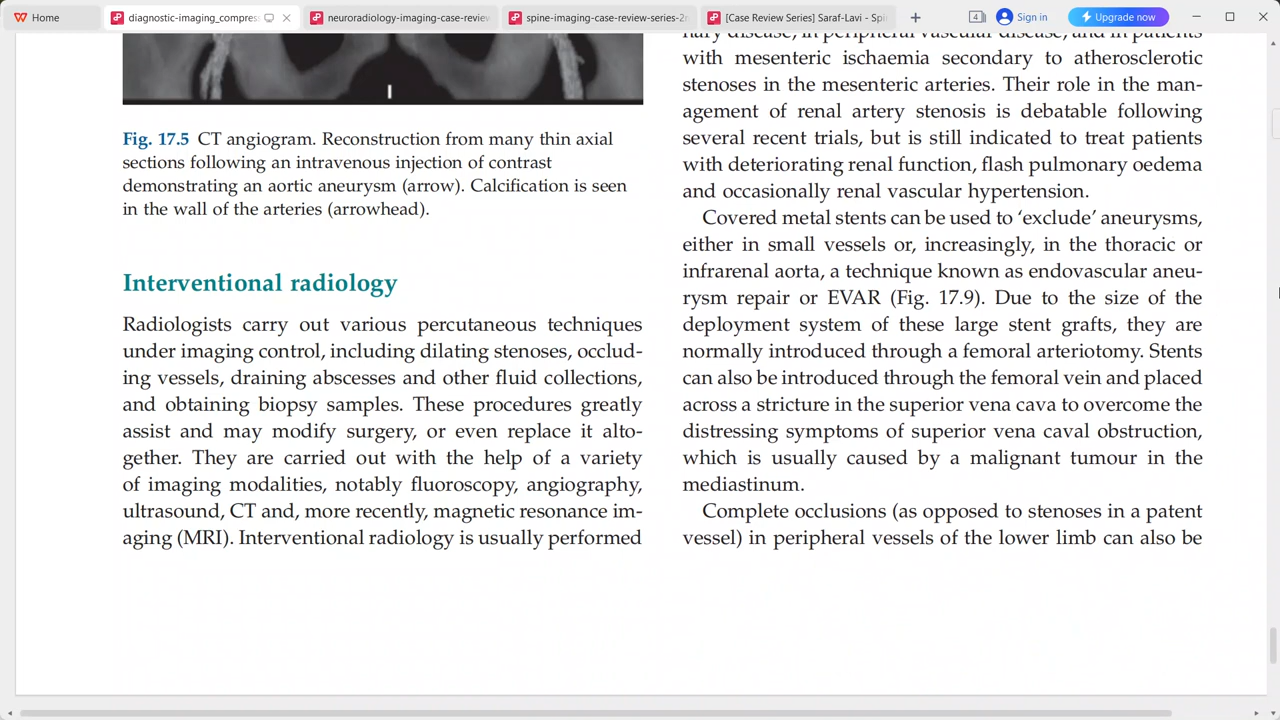 Home
diagnostic-imaging_compress
neuroradiology-imaging-case-review
spine-imaging-case-review-series-2
[Case Review Series] Saraf-Lavi - Spi
4
Sign in
Upgrade now
Fig. 17.5 CT angiogram. Reconstruction from many thin axial
sections following an intravenous injection of contrast
demonstrating an aortic aneurysm (arrow). Calcification is seen
in the wall of the arteries (arrowhead).
Interventional radiology
Radiologists carry out various percutaneous techniques
under imaging control, including dilating stenoses, occlud-
ing vessels, draining abscesses and other fluid collections,
and obtaining biopsy samples. These procedures greatly
assist and may modify surgery, or even replace it alto-
gether. They are carried out with the help of a variety
of imaging modalities, notably fluoroscopy, angiography,
ultrasound, CT and, more recently, magnetic resonance im-
aging (MRI). Interventional radiology is usually performed
nary disease, in peripheral vascular disease, and in patients
with mesenteric ischaemia secondary to atherosclerotic
stenoses in the mesenteric arteries. Their role in the man-
agement of renal artery stenosis is debatable following
several recent trials, but is still indicated to treat patients
with deteriorating renal function, flash pulmonary oedema
and occasionally renal vascular hypertension.
Covered metal stents can be used to ‘exclude’ aneurysms,
either in small vessels or, increasingly, in the thoracic or
infrarenal aorta, a technique known as endovascular aneu-
rysm repair or EVAR (Fig. 17.9). Due to the size of the
deployment system of these large stent grafts, they are
normally introduced through a femoral arteriotomy. Stents
can also be introduced through the femoral vein and placed
across a stricture in the superior vena cava to overcome the
distressing symptoms of superior vena caval obstruction,
which is usually caused by a malignant tumour in the
mediastinum.
Complete occlusions (as opposed to stenoses in a patent
vessel) in peripheral vessels of the lower limb can also be